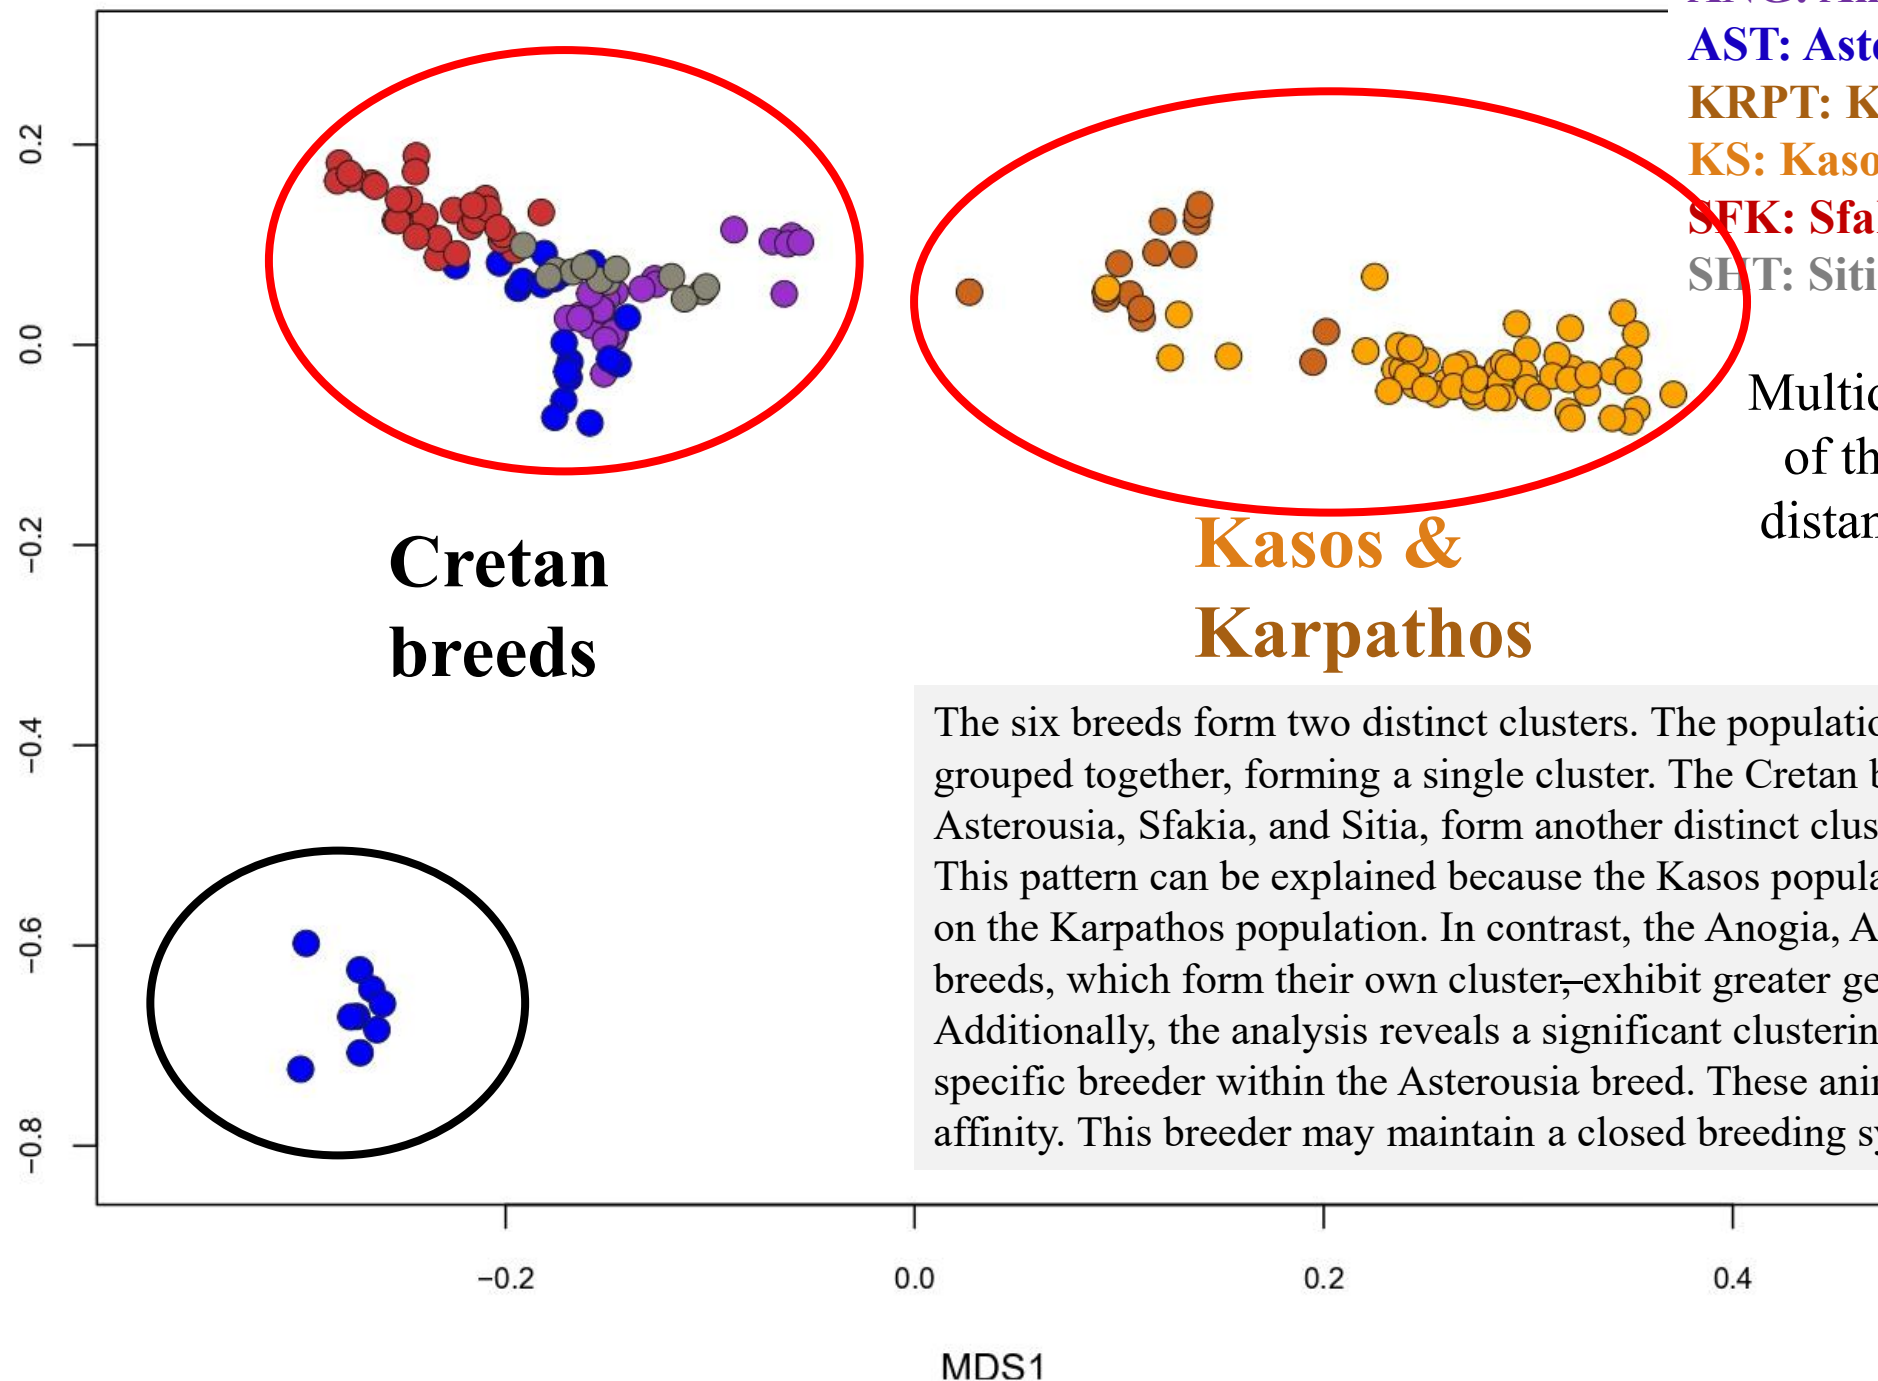 AST: Aste
KRPT: K
KS: Kaso
SFK: Sfa
SHT: Siti
Multic
of th
distan
0.2
0.0
−0.2
−0.4
−0.6
−0.8
Cretan
breeds
Kasos &
Karpathos
The six breeds form two distinct clusters. The populatio
grouped together, forming a single cluster. The Cretan b
Asterousia, Sfakia, and Sitia, form another distinct clus
This pattern can be explained because the Kasos popula
on the Karpathos population. In contrast, the Anogia, A
breeds, which form their own cluster, exhibit greater ge
Additionally, the analysis reveals a significant clusterin
specific breeder within the Asterousia breed. These ani
affinity. This breeder may maintain a closed breeding sy
−0.2 0.0 0.2 0.4
MDS1